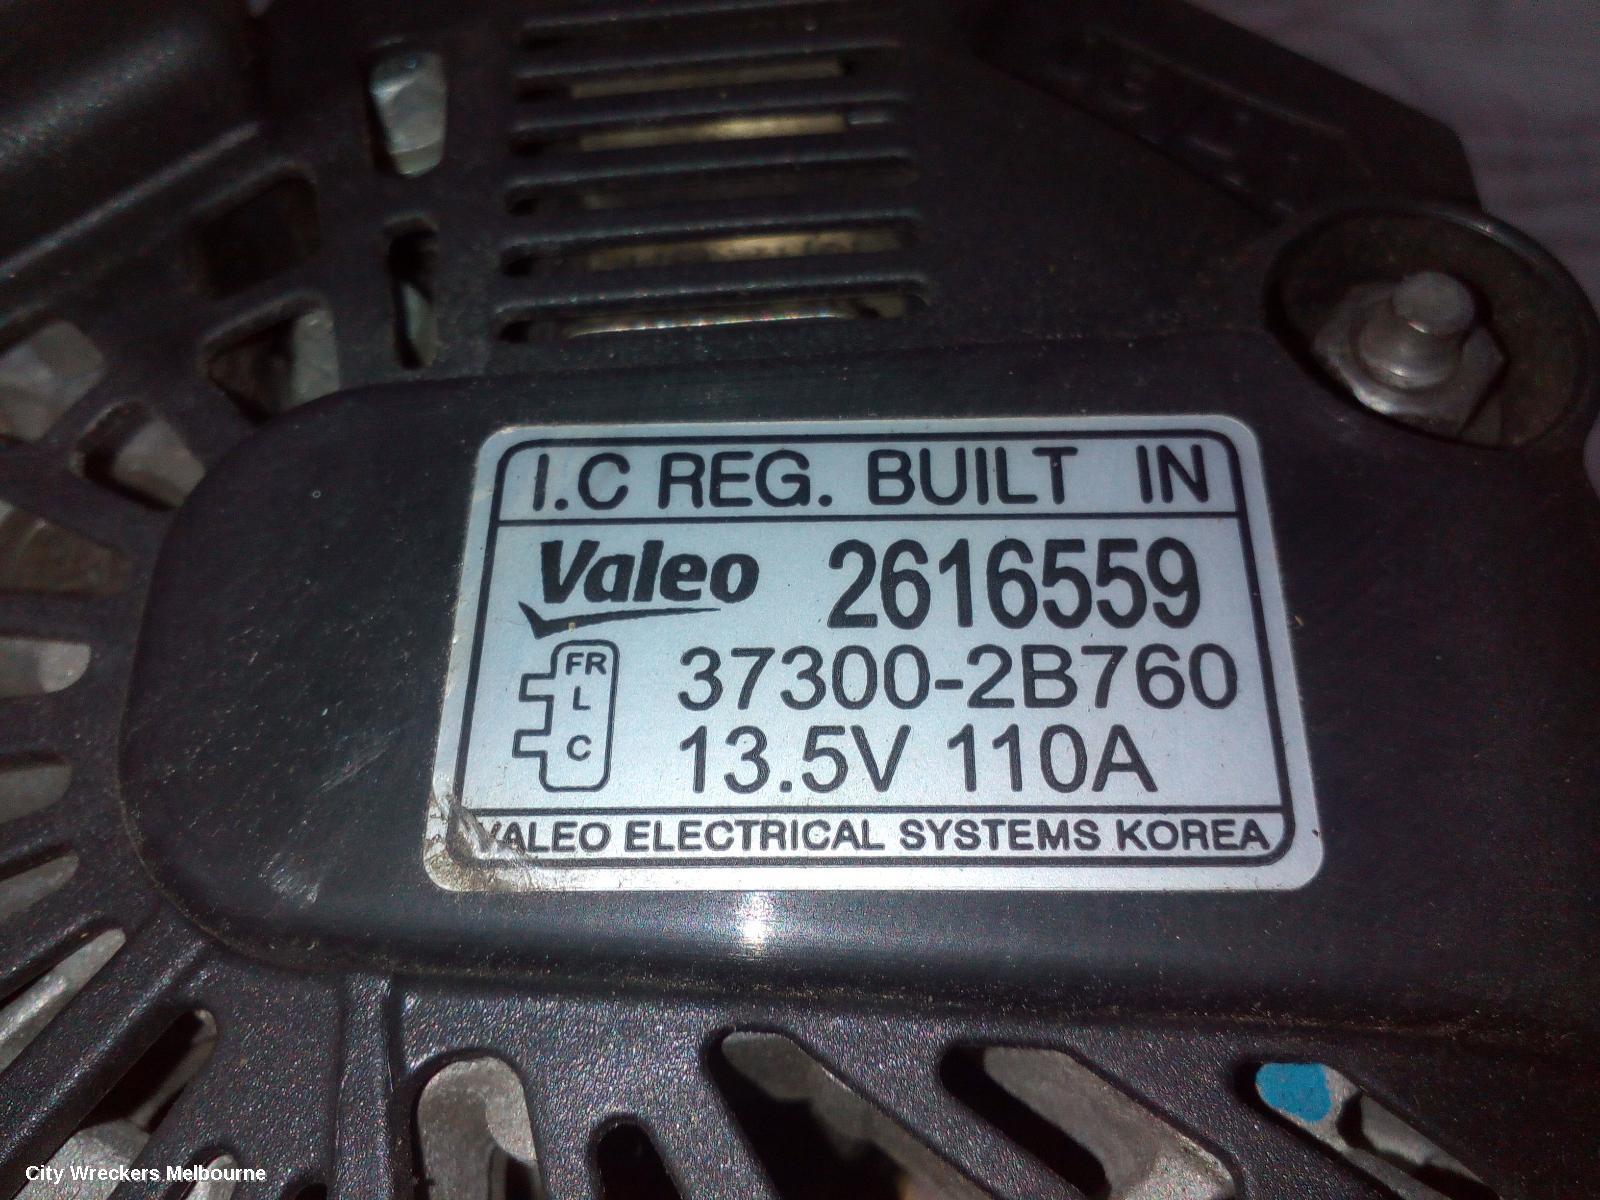 I.C REG. BUILT IN
Valeo 2616559
FR
L
C
37300-2B760
13.5V 110A
VALEO ELECTRICAL SYSTEMS KOREA
City Wreckers Melbourne